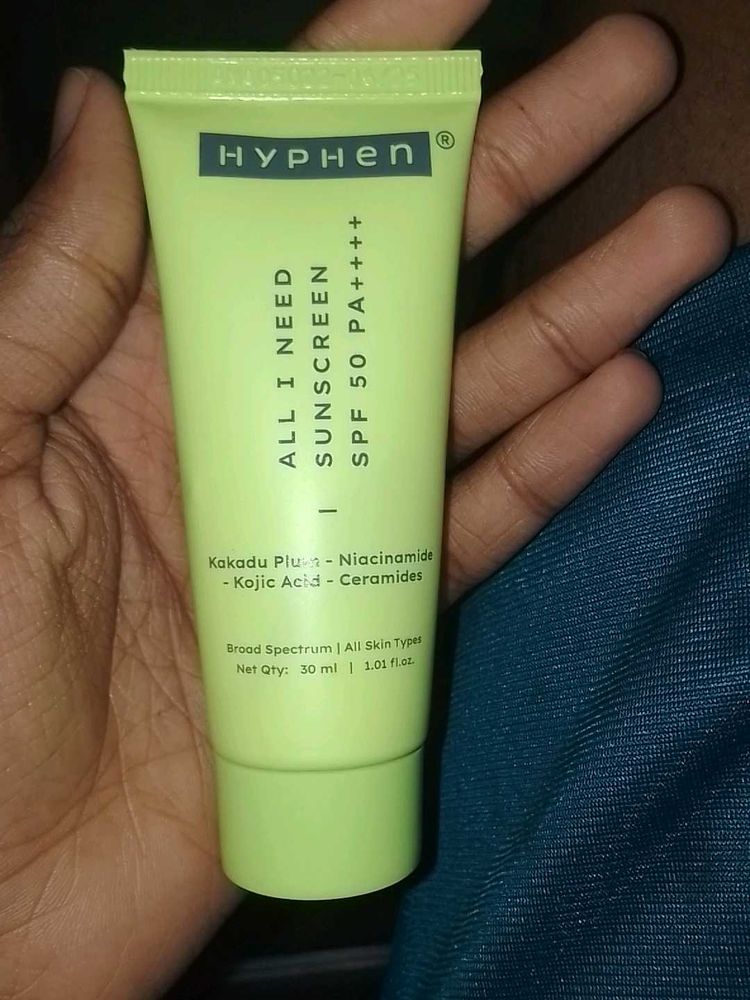 HYPHEN®
ALL I NEED
SUNSCREEN
SPF 50 PA++++
Kakadu Plum - Niacinamide
- Kojic Acid - Ceramides
Broad Spectrum | All Skin Types
Net Qty: 30 ml | 1.01 fl.oz.